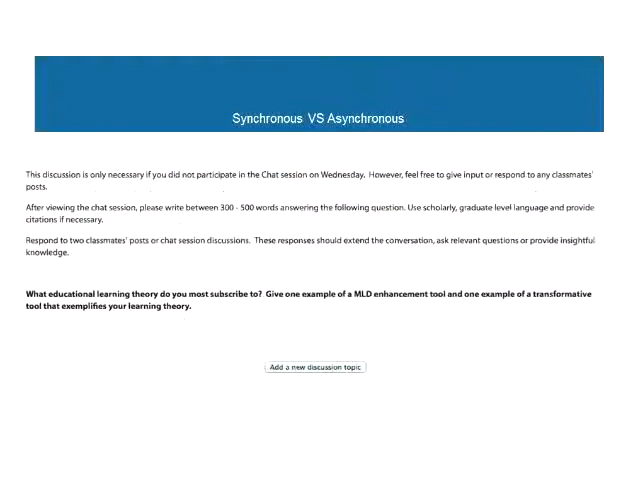 Synchronous VS Asynchronous
This discussion is only necessary if you did not participate in the Chat session on Wednesday. However, feel free to give input or respond to any classmates'
posts.
After viewing the chat session, please write between 300 - 500 words answering the following question. Use scholarly, graduate level language and provide
citations if necessary.
Respond to two classmates' posts or chat session discussions. These responses should extend the conversation, ask relevant questions or provide insightful
knowledge.
What educational learning theory do you most subscribe to? Give one example of a MLD enhancement tool and one example of a transformative
tool that exemplifies your learning theory.
Add a new discussion topic